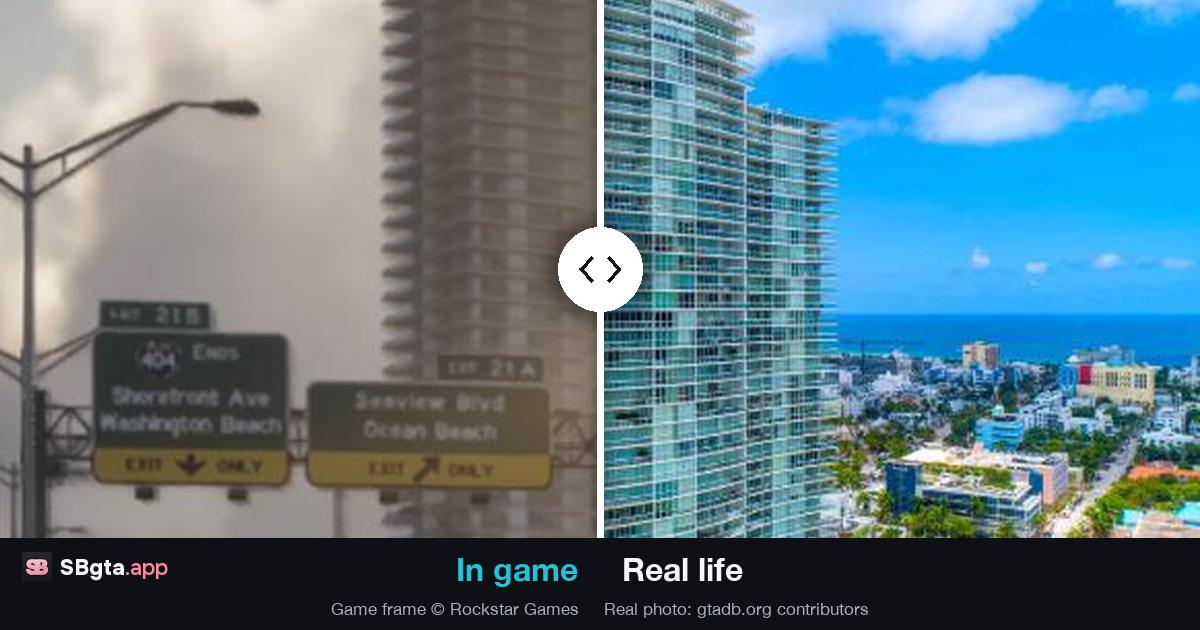 EXIT 21B
404 ENDS
Shorefront Ave
Washington Beach
EXIT ONLY
EXIT 21A
Seaview Blvd
Ocean Beach
EXIT ONLY
SB SBgta.app
In game
Real life
Game frame © Rockstar Games
Real photo: gtadb.org contributors